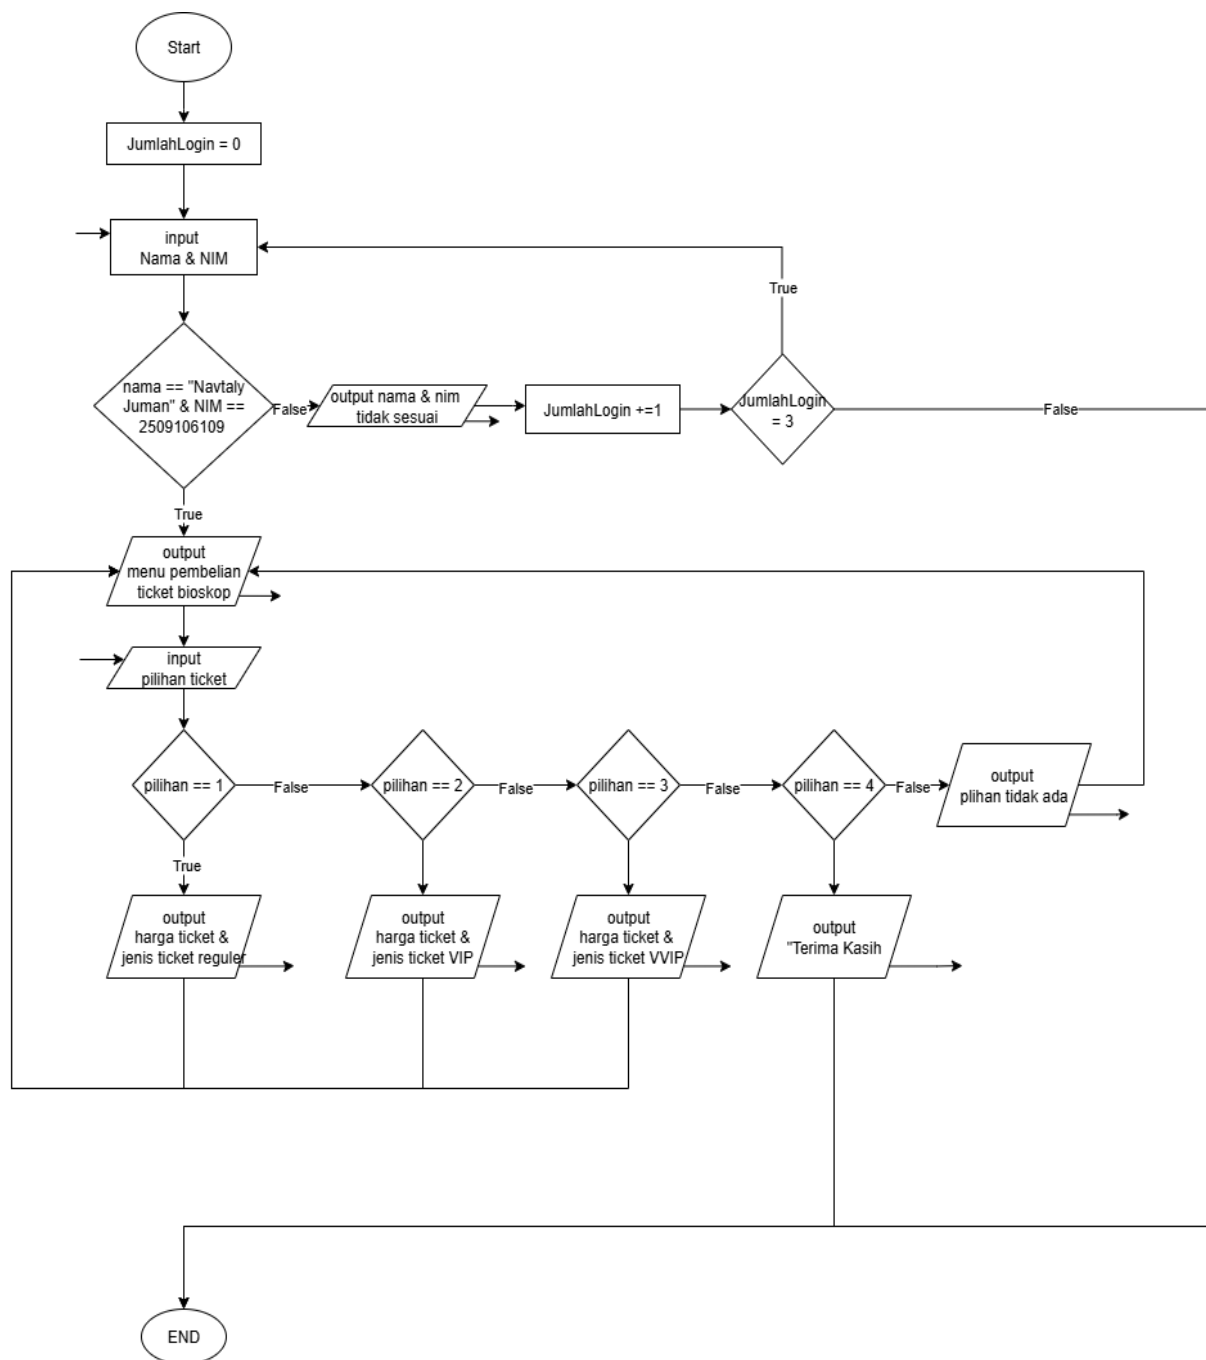 Start
JumlahLogin = 0
input
Nama & NIM
True
nama == "Navtaly
Juman" & NIM ==
2509106109
False
output nama & nim
tidak sesuai
JumlahLogin +=1
JumlahLogin
= 3
False
True
output
menu pembelian
ticket bioskop
input
pilihan ticket
pilihan == 1
False
pilihan == 2
False
pilihan == 3
False
pilihan == 4
False
output
plihan tidak ada
True
output
harga ticket &
jenis ticket reguler
output
harga ticket &
jenis ticket VIP
output
harga ticket &
jenis ticket VVIP
output
"Terima Kasih
END